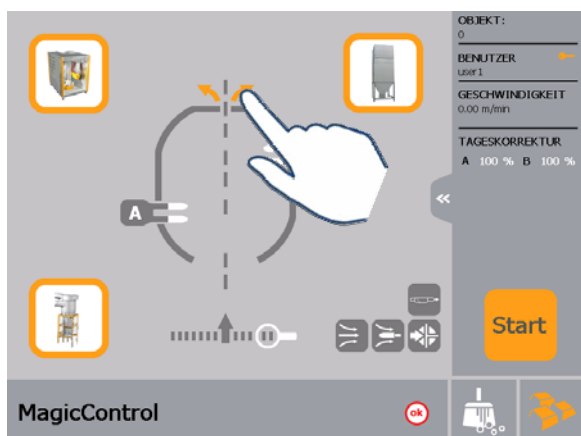 OBJEKT:
0
BENUTZER
user1
GESCHWINDIGKEIT
0.00 m/min
TAGESKORREKTUR
A 100 % B 100 %
A
Start
MagicControl
ok